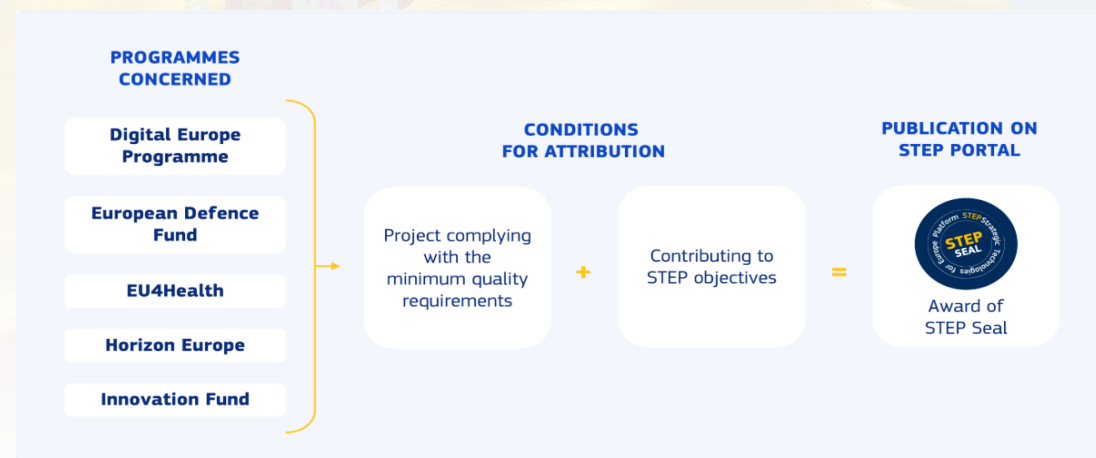 PROGRAMMES
CONCERNED
Digital Europe
Programme
European Defence
Fund
EU4Health
Horizon Europe
Innovation Fund
CONDITIONS
FOR ATTRIBUTION
Project complying
with the
minimum quality
requirements
+
Contributing to
STEP objectives
=
PUBLICATION ON
STEP PORTAL
STEP Strategic Technologies for Europe Platform
STEP
SEAL
Award of
STEP Seal